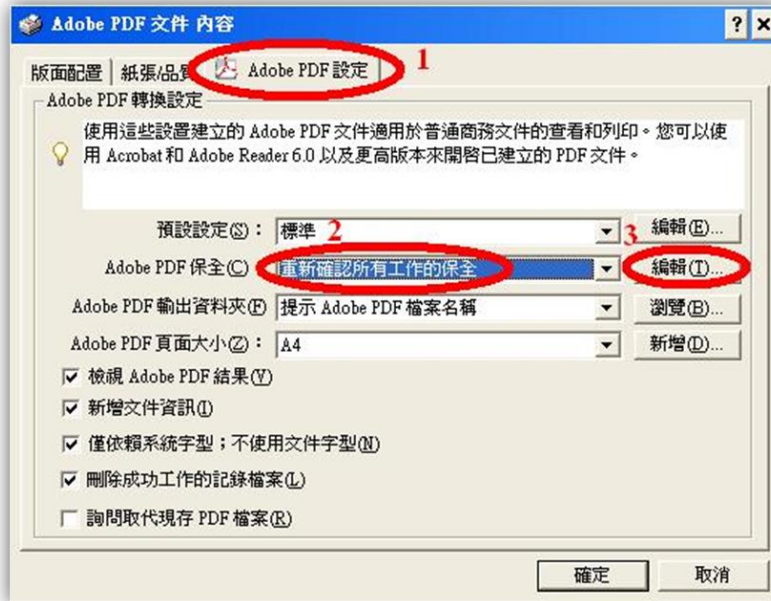 Adobe PDF 文件 內容
版面配置 紙張/品質 Adobe PDF 設定 1
Adobe PDF 轉換設定
使用這些設置建立的 Adobe PDF 文件適用於普通商務文件的查看和列印。您可以使
用 Acrobat 和 Adobe Reader 6.0 以及更高版本來開啓已建立的 PDF 文件。
預設設定(S)： 標準 2 編輯(E)...
Adobe PDF 保全(C) 重新確認所有工作的保全 3 編輯(T)...
Adobe PDF 輸出資料夾(F) 提示 Adobe PDF 檔案名稱 瀏覽(B)...
Adobe PDF 頁面大小(Z)： A4 新增(D)...
檢視 Adobe PDF 結果(Y)
新增文件資訊(I)
僅依賴系統字型；不使用文件字型(N)
刪除成功工作的記錄檔案(L)
詢問取代現存 PDF 檔案(R)
確定 取消